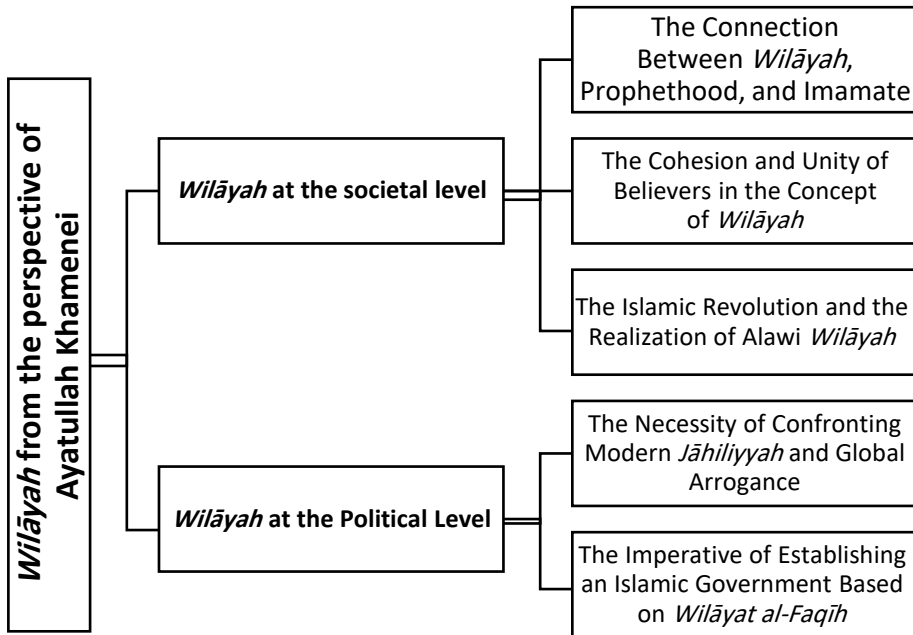 Wilāyah from the perspective of
Ayatullah Khamenei
Wilāyah at the societal level
The Connection
Between Wilāyah,
Prophethood, and Imamate
The Cohesion and Unity of
Believers in the Concept
of Wilāyah
The Islamic Revolution and the
Realization of Alawi Wilāyah
Wilāyah at the Political Level
The Necessity of Confronting
Modern Jāhiliyyah and Global
Arrogance
The Imperative of Establishing
an Islamic Government Based
on Wilāyat al-Faqīh